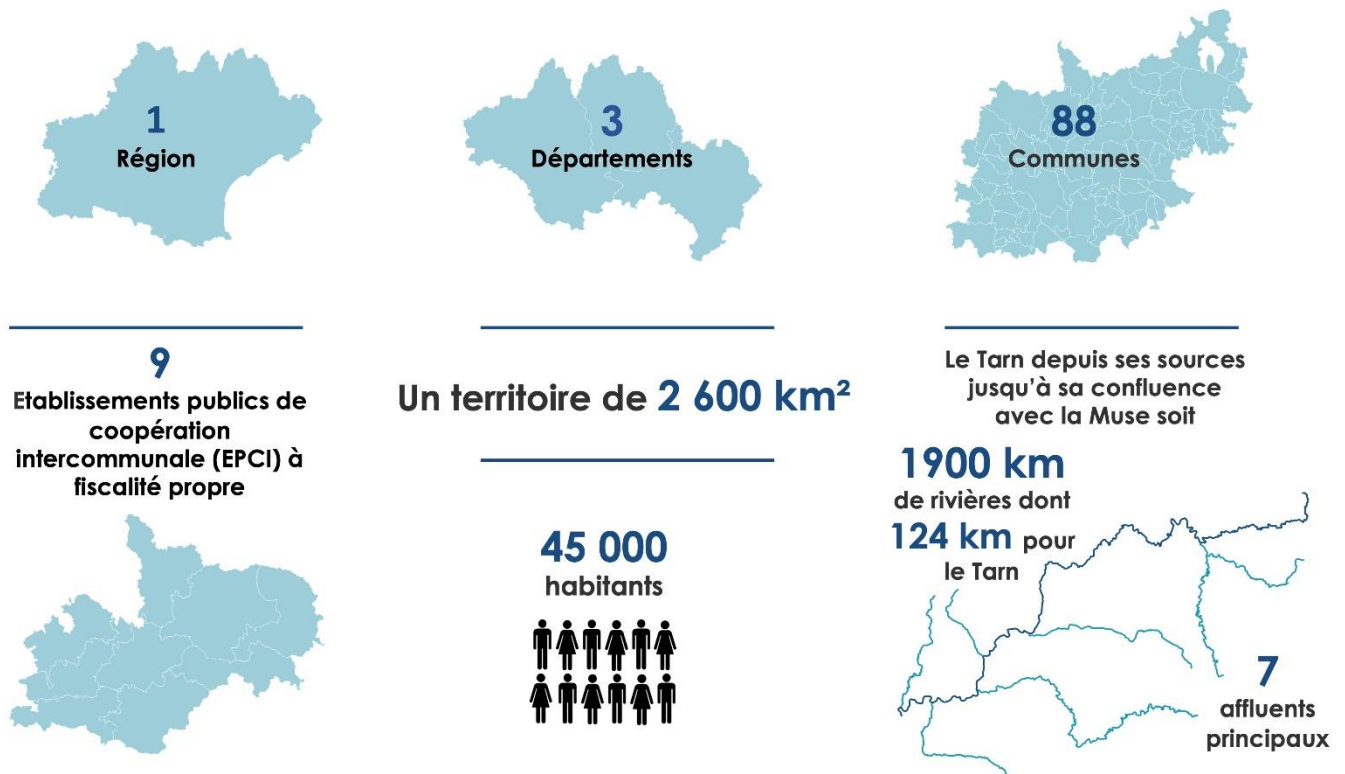 1
Région
3
Départements
88
Communes
9
Etablissements publics de
coopération
intercommunale (EPCI) à
fiscalité propre
Un territoire de 2 600 km²
45 000
habitants
Le Tarn depuis ses sources
jusqu'à sa confluence
avec la Muse soit
1900 km
de rivières dont
124 km pour
le Tarn
7
affluents
principaux